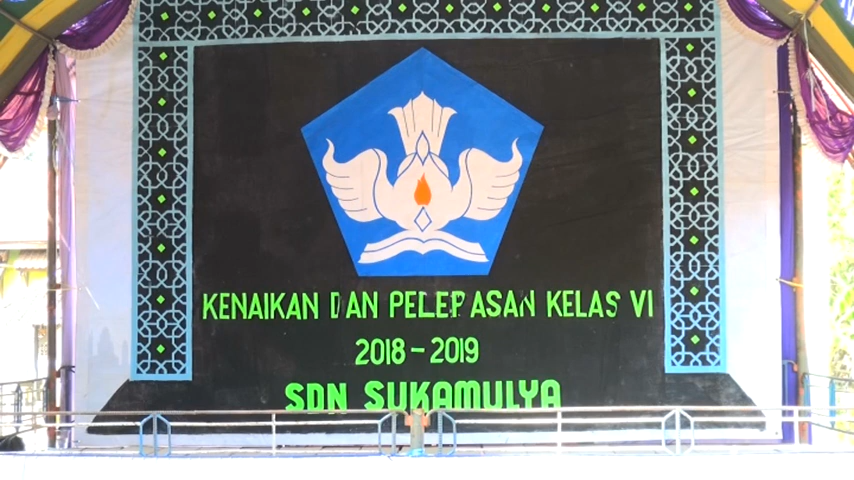 KENAIKAN DAN PELEPASAN KELAS VI
2018 - 2019
SDN SUKAMULYA